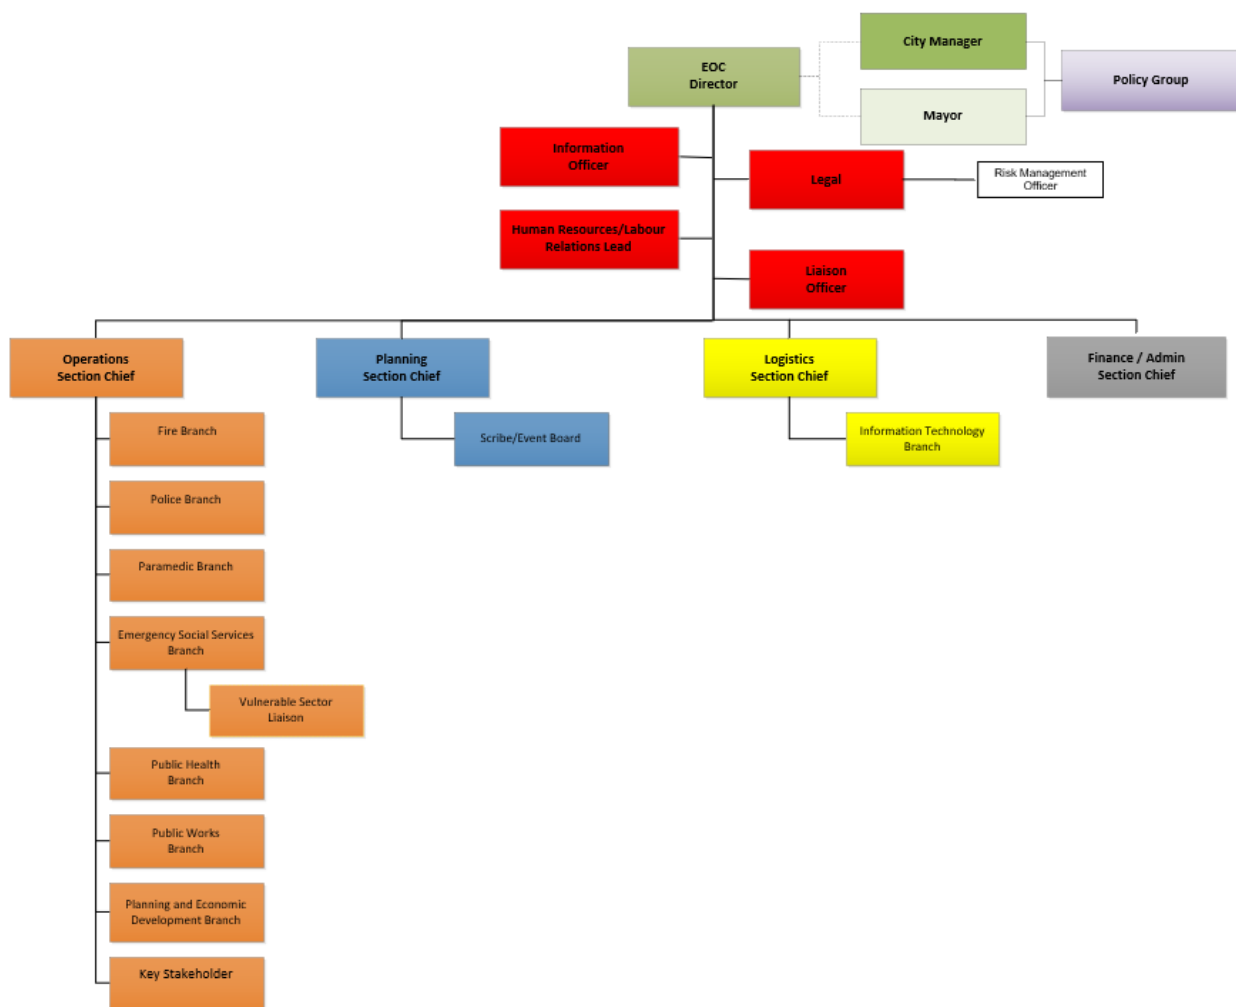 City Manager
EOC
Director
Policy Group
Mayor
Information
Officer
Legal
Risk Management
Officer
Human Resources/Labour
Relations Lead
Liaison
Officer
Operations
Section Chief
Planning
Section Chief
Logistics
Section Chief
Finance / Admin
Section Chief
Fire Branch
Scribe/Event Board
Information Technology
Branch
Police Branch
Paramedic Branch
Emergency Social Services
Branch
Vulnerable Sector
Liaison
Public Health
Branch
Public Works
Branch
Planning and Economic
Development Branch
Key Stakeholder